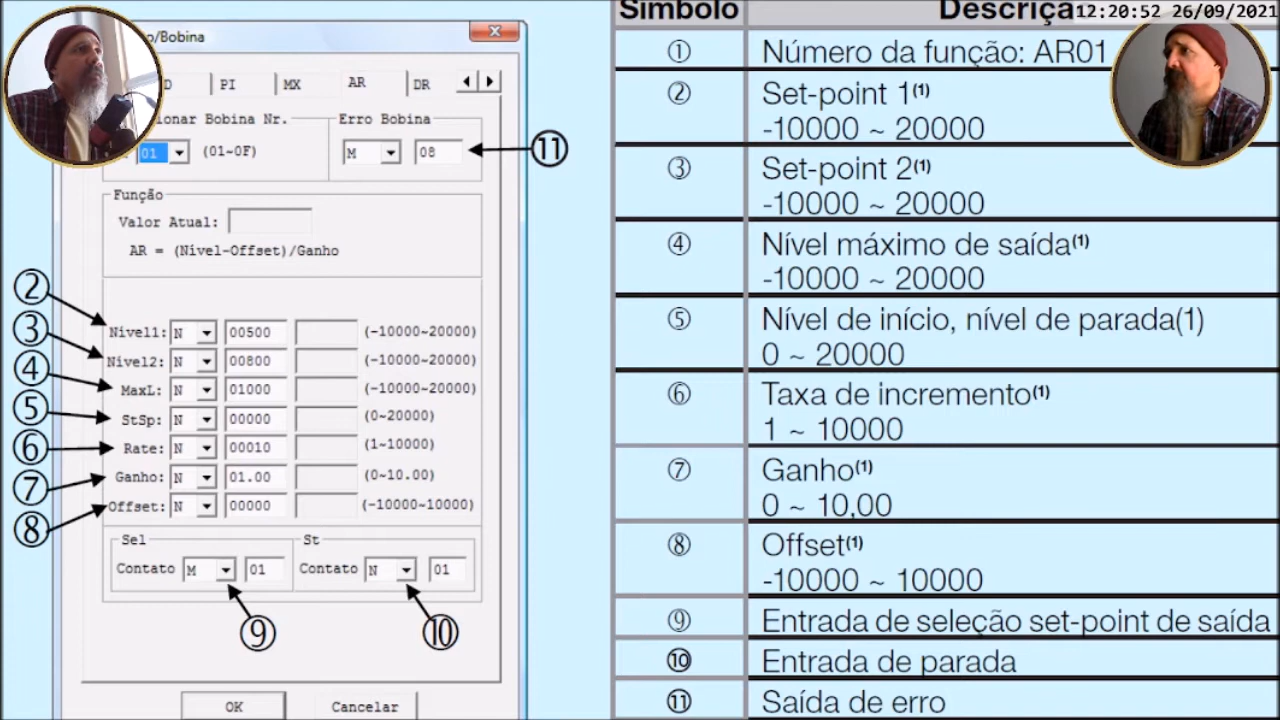 o/Bobina
D PI MX AR DR
ionar Bobina Nr.
01 (01~0F)
Erro Bobina
M 08
⑪
Função
Valor Atual:
AR = (Nivel-Offset)/Ganho
② Nivel1: N 00500 (-10000~20000)
③ Nivel2: N 00800 (-10000~20000)
④ MaxL: N 01000 (-10000~20000)
⑤ StSp: N 00000 (0~20000)
⑥ Rate: N 00010 (1~10000)
⑦ Ganho: N 01.00 (0~10.00)
⑧ Offset: N 00000 (-10000~10000)
Sel
Contato M 01
St
Contato N 01
⑨ ⑩
OK Cancelar
Símbolo Descriça
12:20:52 26/09/2021
① Número da função: AR01
② Set-point 1(1)
-10000 ~ 20000
③ Set-point 2(1)
-10000 ~ 20000
④ Nível máximo de saída(1)
-10000 ~ 20000
⑤ Nível de início, nível de parada(1)
0 ~ 20000
⑥ Taxa de incremento(1)
1 ~ 10000
⑦ Ganho(1)
0 ~ 10,00
⑧ Offset(1)
-10000 ~ 10000
⑨ Entrada de seleção set-point de saída
⑩ Entrada de parada
⑪ Saída de erro